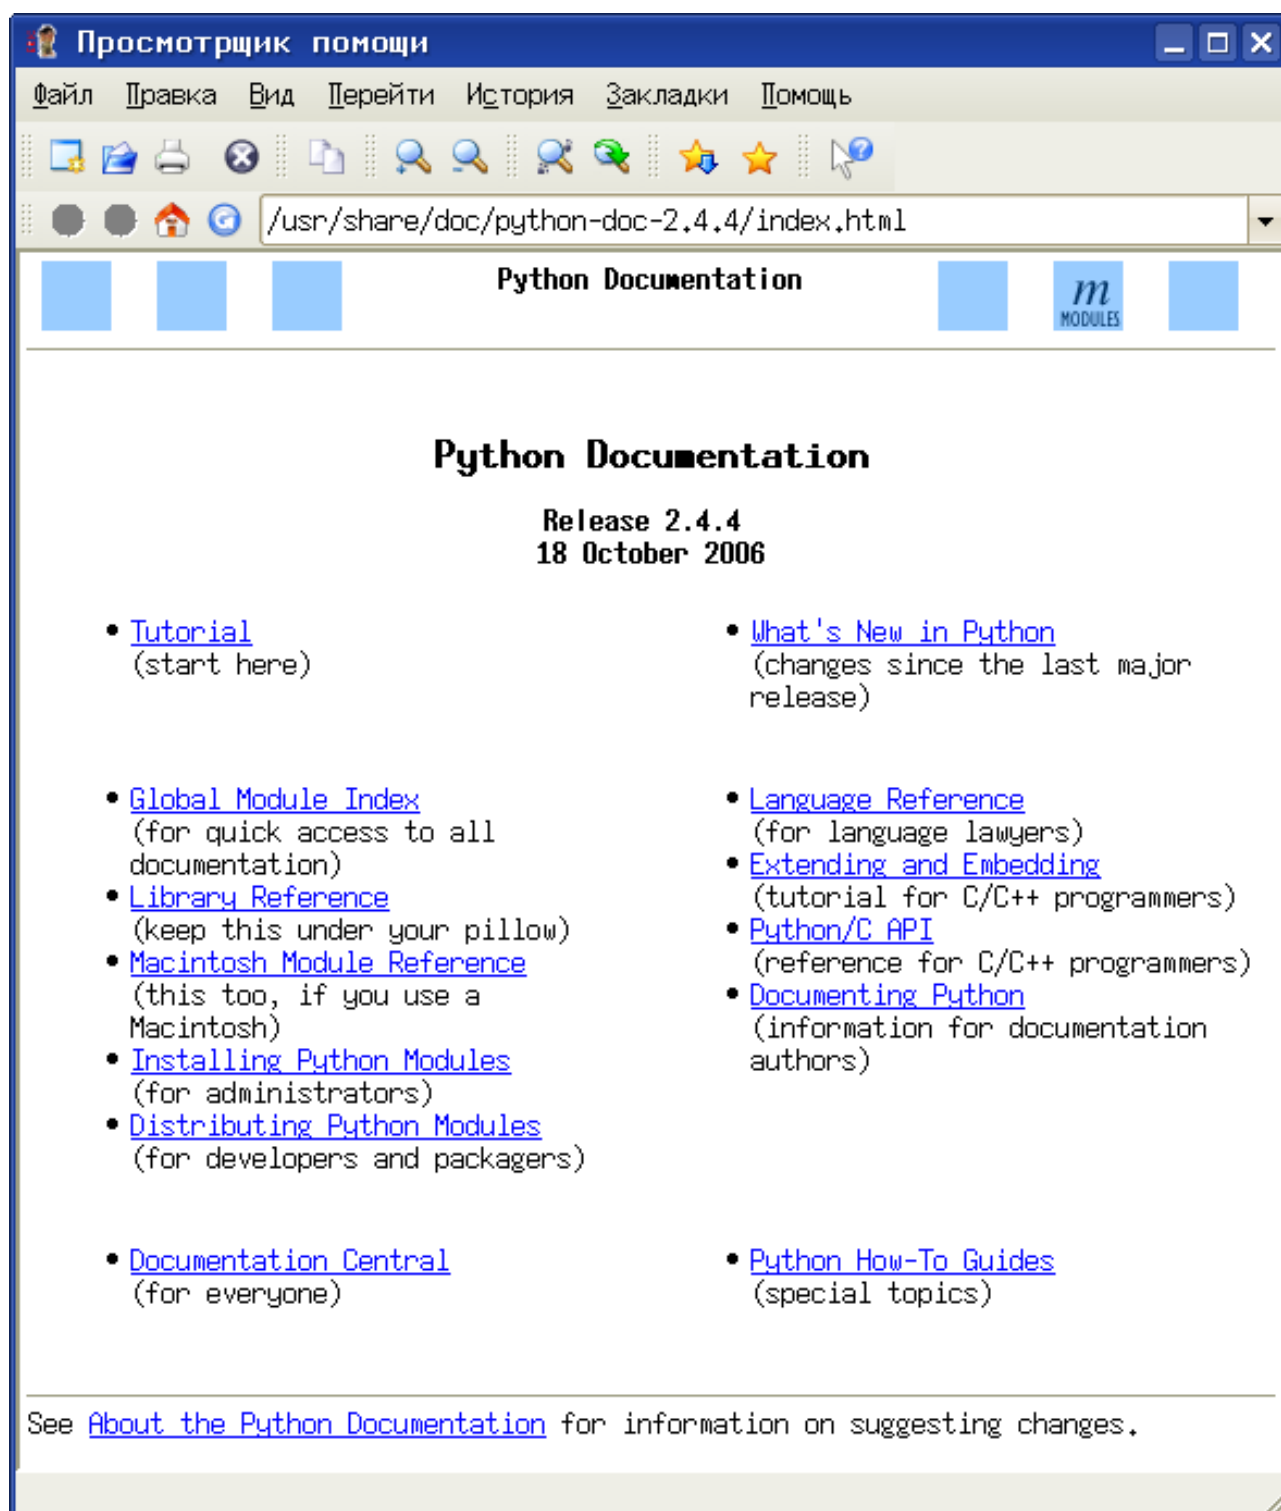 Просмотрщик помощи
Файл Правка Вид Перейти История Закладки Помощь
/usr/share/doc/python-doc-2.4.4/index.html
Python Documentation
m
MODULES
Python Documentation
Release 2.4.4
18 October 2006
Tutorial
(start here)
What's New in Python
(changes since the last major
release)
Global Module Index
(for quick access to all
documentation)
Library Reference
(keep this under your pillow)
Macintosh Module Reference
(this too, if you use a
Macintosh)
Installing Python Modules
(for administrators)
Distributing Python Modules
(for developers and packagers)
Language Reference
(for language lawyers)
Extending and Embedding
(tutorial for C/C++ programmers)
Python/C API
(reference for C/C++ programmers)
Documenting Python
(information for documentation
authors)
Documentation Central
(for everyone)
Python How-To Guides
(special topics)
See About the Python Documentation for information on suggesting changes.